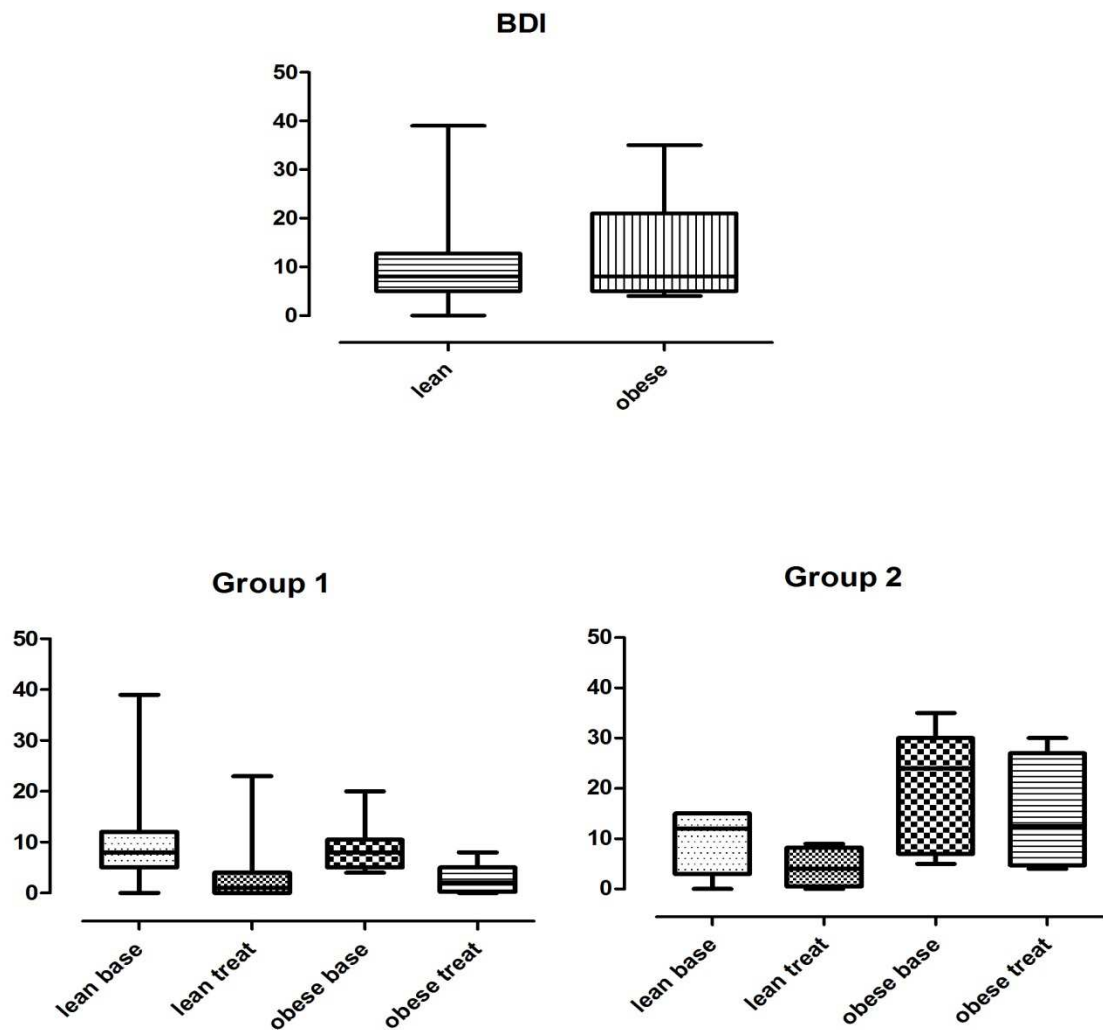 BDI
50
40
30
20
10
0
lean
obese
Group 1
50
40
30
20
10
0
lean base
lean treat
obese base
obese treat
Group 2
50
40
30
20
10
0
lean base
lean treat
obese base
obese treat